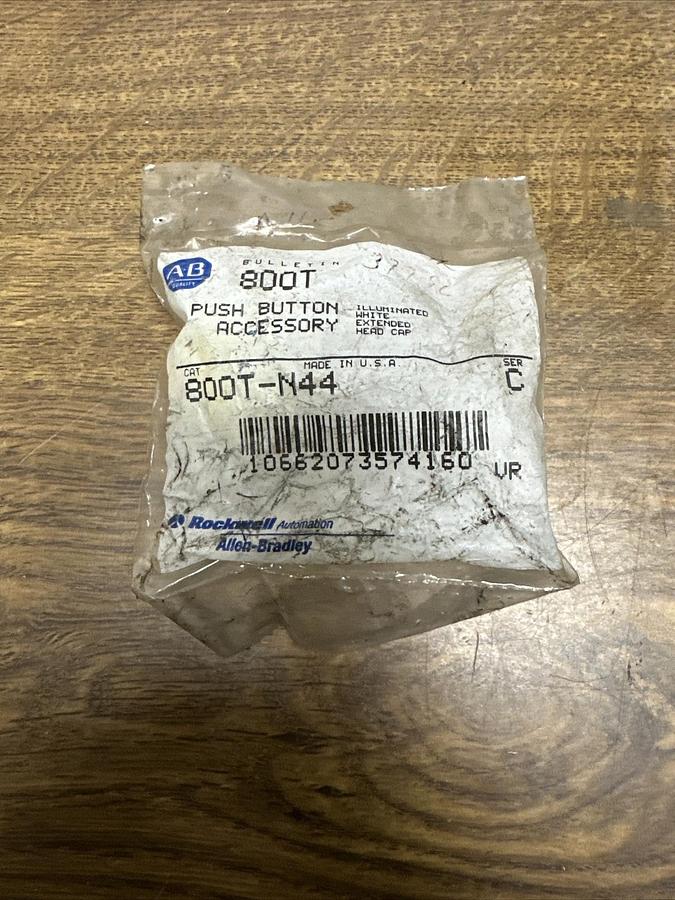 A·B
QUALITY
BULLETIN
800T
PUSH BUTTON
ACCESSORY
ILLUMINATED
WHITE
EXTENDED
HEAD CAP
MADE IN U.S.A.
CAT
SER
800T-N44
C
10662073574160
VR
Rockwell Automation
Allen-Bradley